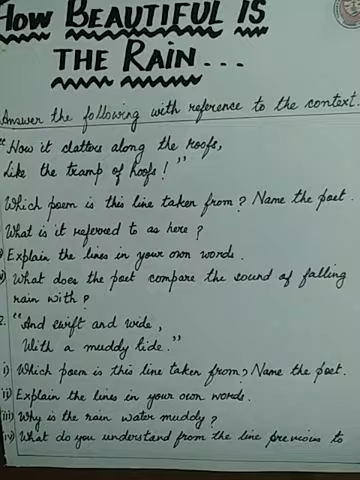 How BEAUTIFUL IS
THE RAIN...
Answer the following with reference to the context.
"Now it clatters along the roofs,
Like the tramp of hoofs!"
Which poem is this line taken from? Name the poet.
What is it referred to as here?
Explain the lines in your own words.
What does the poet compare the sound of falling
rain with?
2. "And swift and wide,
With a muddy tide."
i) Which poem is this line taken from? Name the poet.
ii) Explain the lines in your own words.
iii) Why is the rain water muddy?
iv) What do you understand from the line previous to